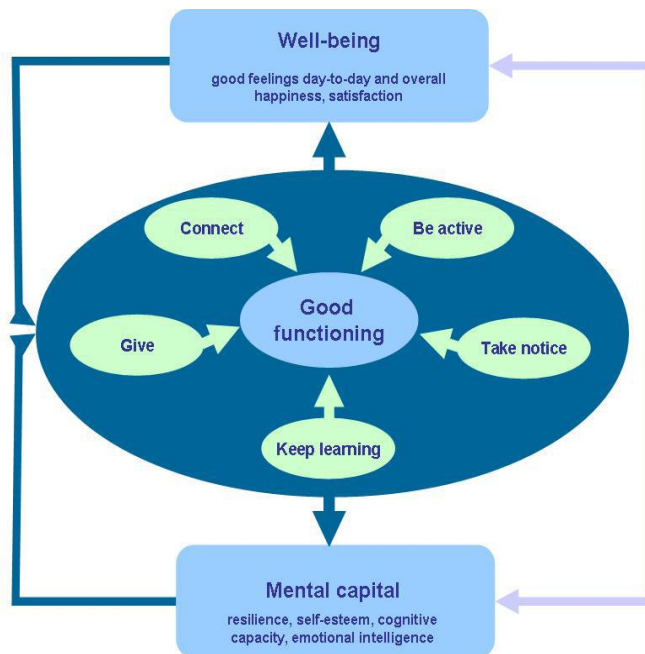 Well-being
good feelings day-to-day and overall
happiness, satisfaction
Connect
Be active
Good
functioning
Give
Take notice
Keep learning
Mental capital
resilience, self-esteem, cognitive
capacity, emotional intelligence